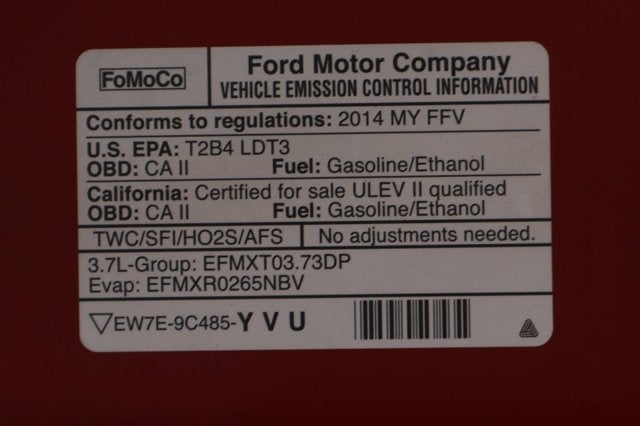 FoMoCo
Ford Motor Company
VEHICLE EMISSION CONTROL INFORMATION
Conforms to regulations: 2014 MY FFV
U.S. EPA: T2B4 LDT3
OBD: CA II Fuel: Gasoline/Ethanol
California: Certified for sale ULEV II qualified
OBD: CA II Fuel: Gasoline/Ethanol
TWC/SFI/HO2S/AFS No adjustments needed.
3.7L-Group: EFMXT03.73DP
Evap: EFMXR0265NBV
EW7E-9C485-Y V U